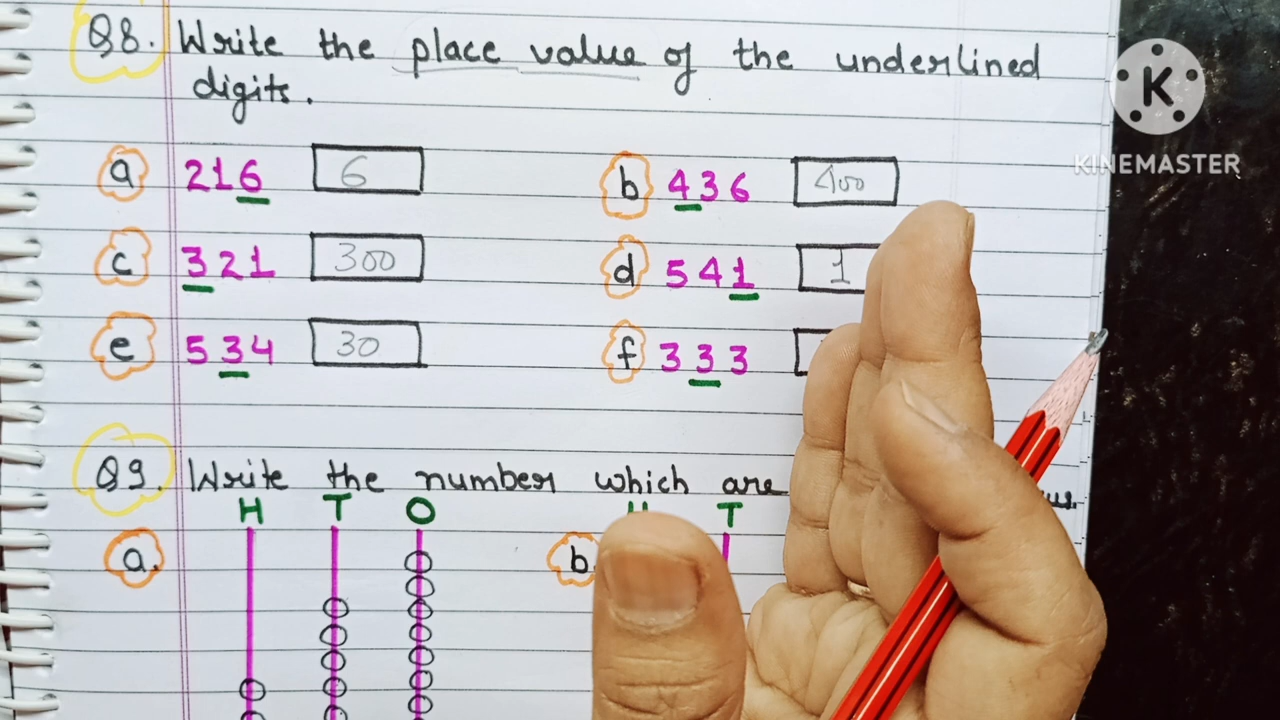 Q8. Write the place value of the underlined
digits.
a 216 6 b 436 400
c 321 300 d 541 1
e 534 30 f 333
Q9. Write the number which are
H T O H T
a. b.
K
KINEMASTER